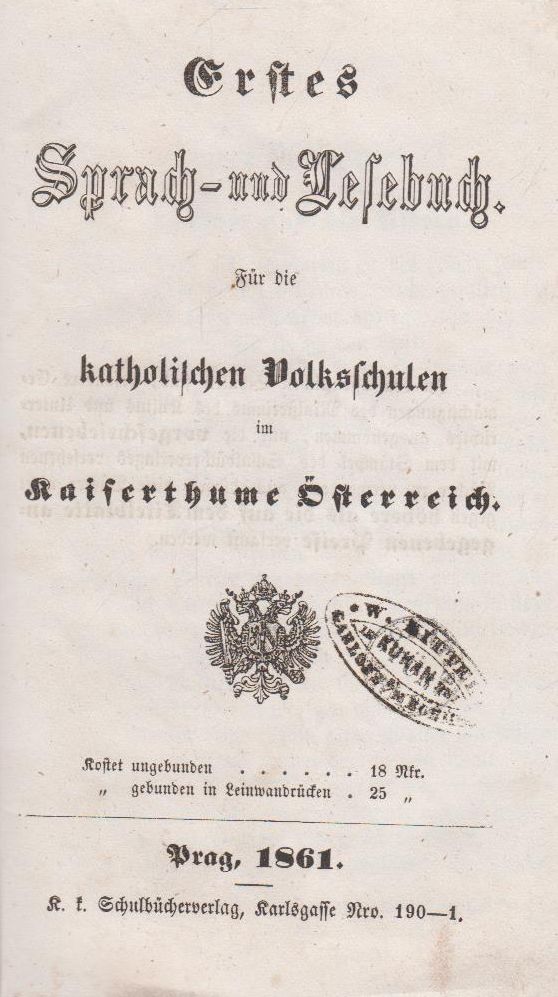 Erstes
Sprach- und Lesebuch.
Für die
katholischen Volksschulen
im
Kaiserthume Österreich.
W.
KUMAN
Kostet ungebunden . . . . . . 18 Nkr.
„ gebunden in Leinwandrücken . 25 „
Prag, 1861.
K. k. Schulbücherverlag, Karlsgasse Nro. 190—1.